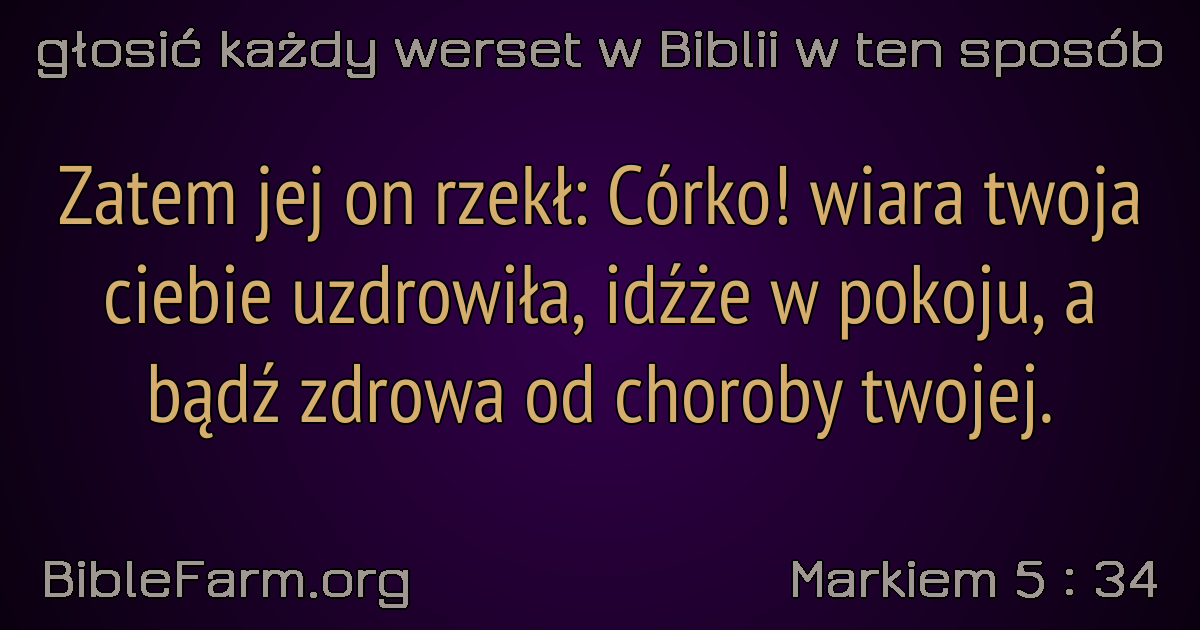 głosić każdy werset w Biblii w ten sposób
Zatem jej on rzekł: Córko! wiara twoja
ciebie uzdrowiła, idźże w pokoju, a
bądź zdrowa od choroby twojej.
BibleFarm.org
Markiem 5 : 34